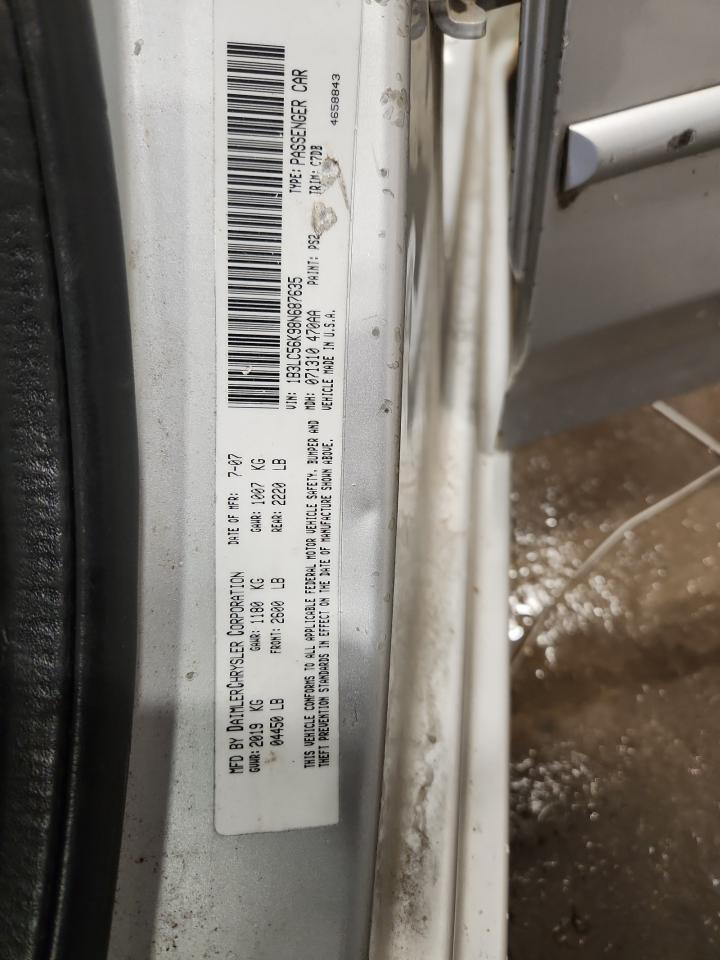 MFD BY DAIMLERCHRYSLER CORPORATION DATE OF MFR: 7-07
GVWR: 2019 KG GAWR: 1180 KG GAWR: 1007 KG
04450 LB FRONT: 2600 LB REAR: 2220 LB
THIS VEHICLE CONFORMS TO ALL APPLICABLE FEDERAL MOTOR VEHICLE SAFETY, BUMPER AND
THEFT PREVENTION STANDARDS IN EFFECT ON THE DATE OF MANUFACTURE SHOWN ABOVE.
VIN: 1B3LC56K98N687635 TYPE: PASSENGER CAR
MDH: 071310 470AA PAINT: PS2 TRIM: C7DB
VEHICLE MADE IN U.S.A. 4658843